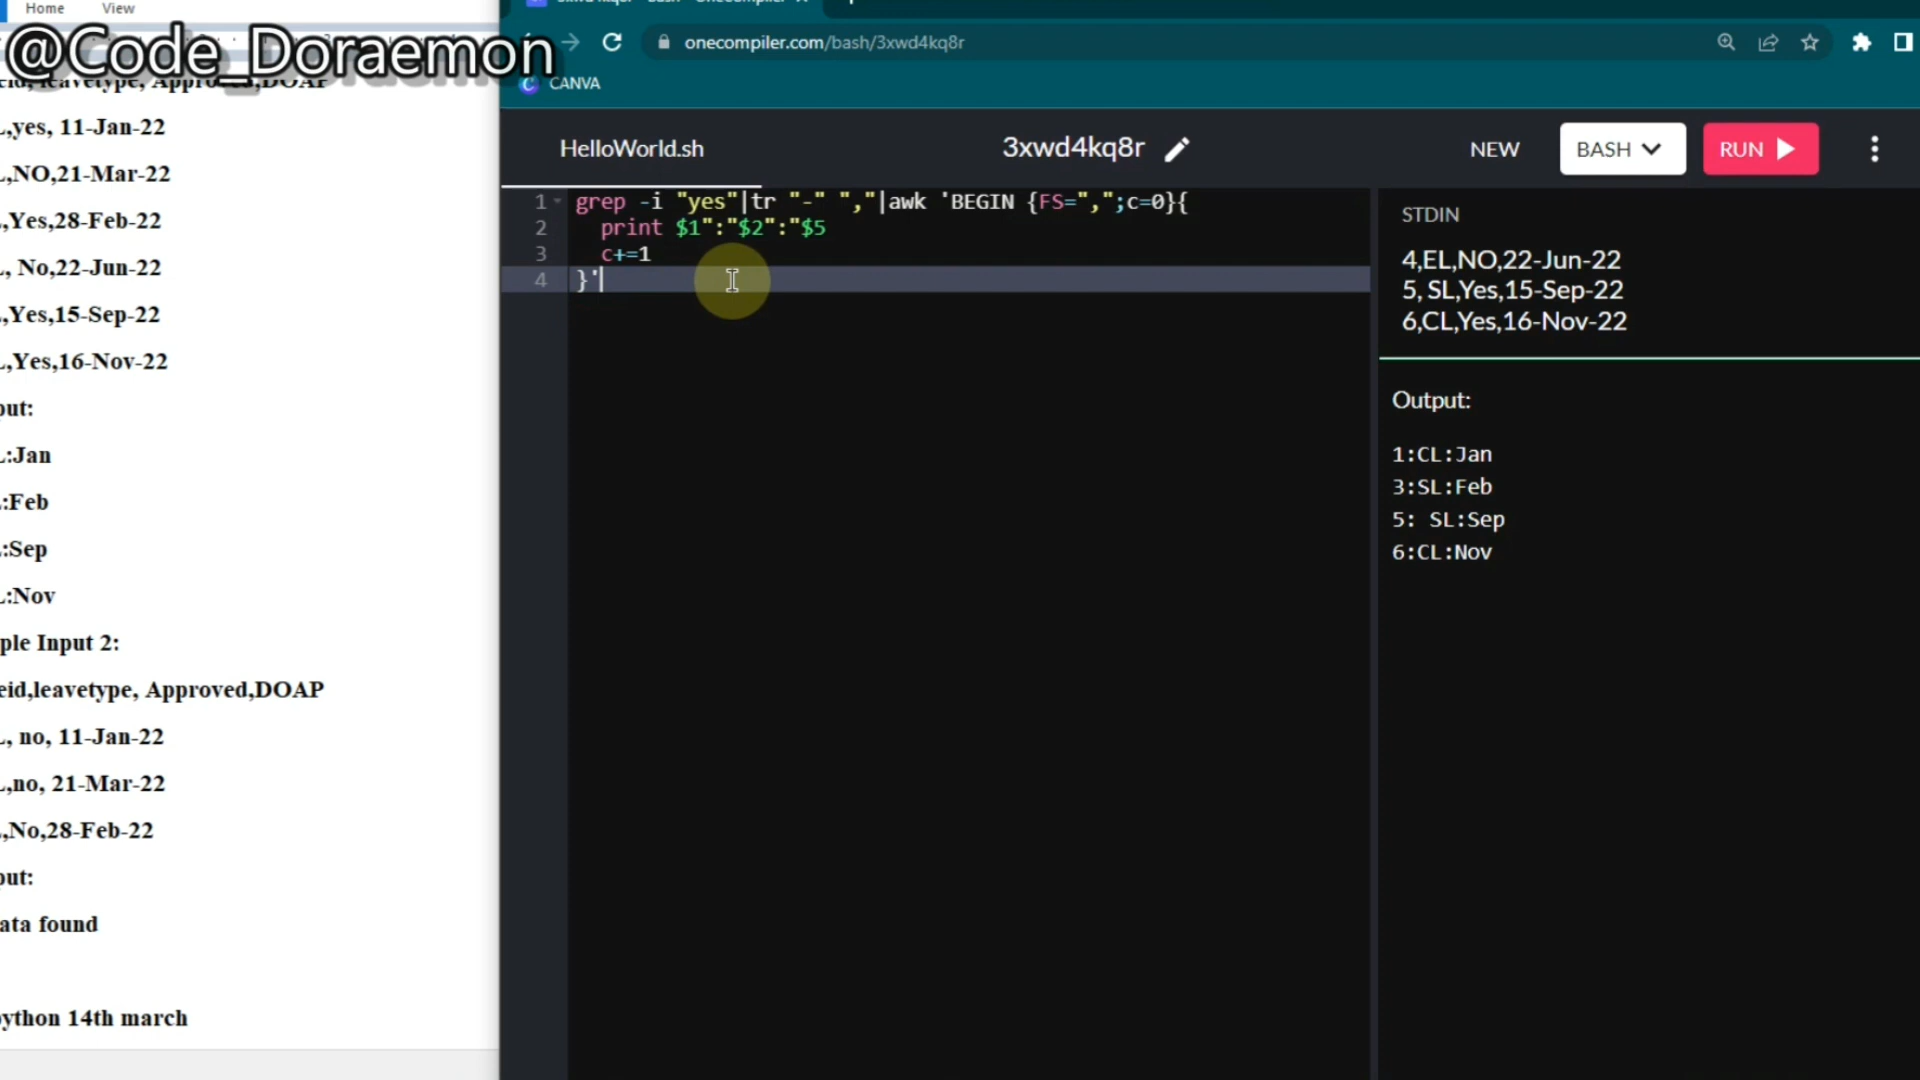 Home View
@Code_Doraemon
leavetype, Approved,DOAP
,yes, 11-Jan-22
,NO,21-Mar-22
,Yes,28-Feb-22
, No,22-Jun-22
,Yes,15-Sep-22
,Yes,16-Nov-22
put:
:Jan
:Feb
:Sep
:Nov
ple Input 2:
eid,leavetype, Approved,DOAP
, no, 11-Jan-22
,no, 21-Mar-22
,No,28-Feb-22
put:
ata found
ython 14th march
onecompiler.com/bash/3xwd4kq8r
CANVA
HelloWorld.sh
3xwd4kq8r
NEW
BASH
RUN
1 grep -i "yes"|tr "-" ","|awk 'BEGIN {FS=",";c=0}{
2 print $1":"$2":"$5
3 c+=1
4 }'
STDIN
4,EL,NO,22-Jun-22
5, SL,Yes,15-Sep-22
6,CL,Yes,16-Nov-22
Output:
1:CL:Jan
3:SL:Feb
5: SL:Sep
6:CL:Nov